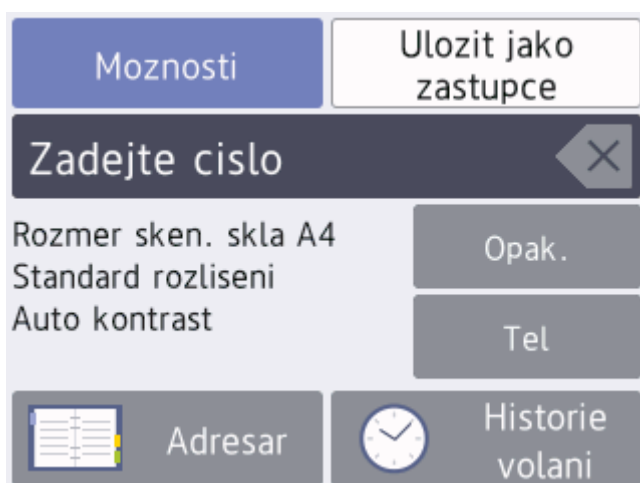 Moznosti
Ulozit jako
zastupce
Zadejte cislo
Rozmer sken. skla A4
Standard rozliseni
Auto kontrast
Opak.
Tel
Adresar
Historie
volani